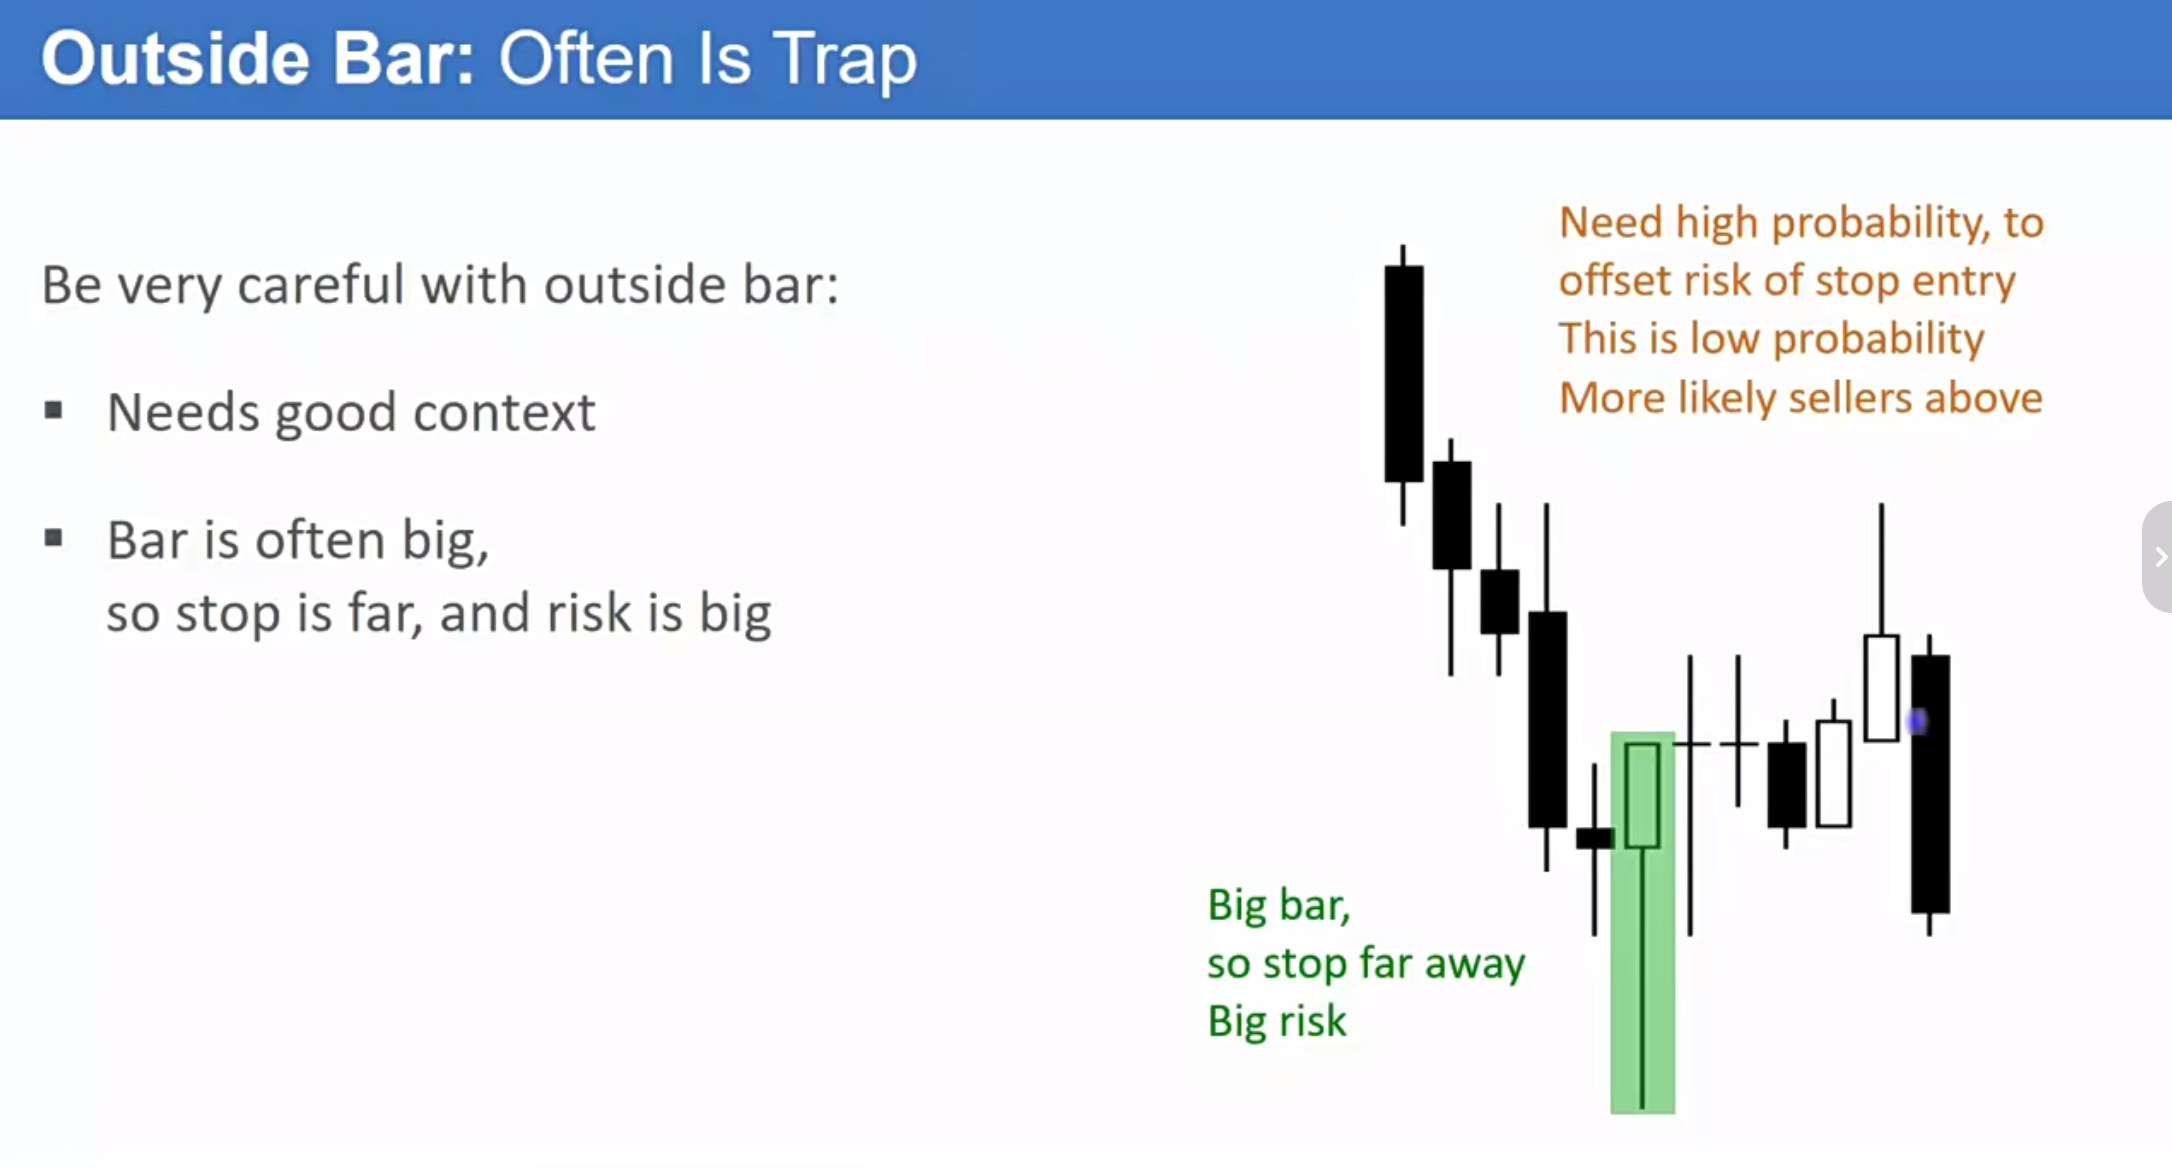 Outside Bar: Often Is Trap
Be very careful with outside bar:
▪ Needs good context
▪ Bar is often big,
so stop is far, and risk is big
Need high probability, to
offset risk of stop entry
This is low probability
More likely sellers above
Big bar,
so stop far away
Big risk